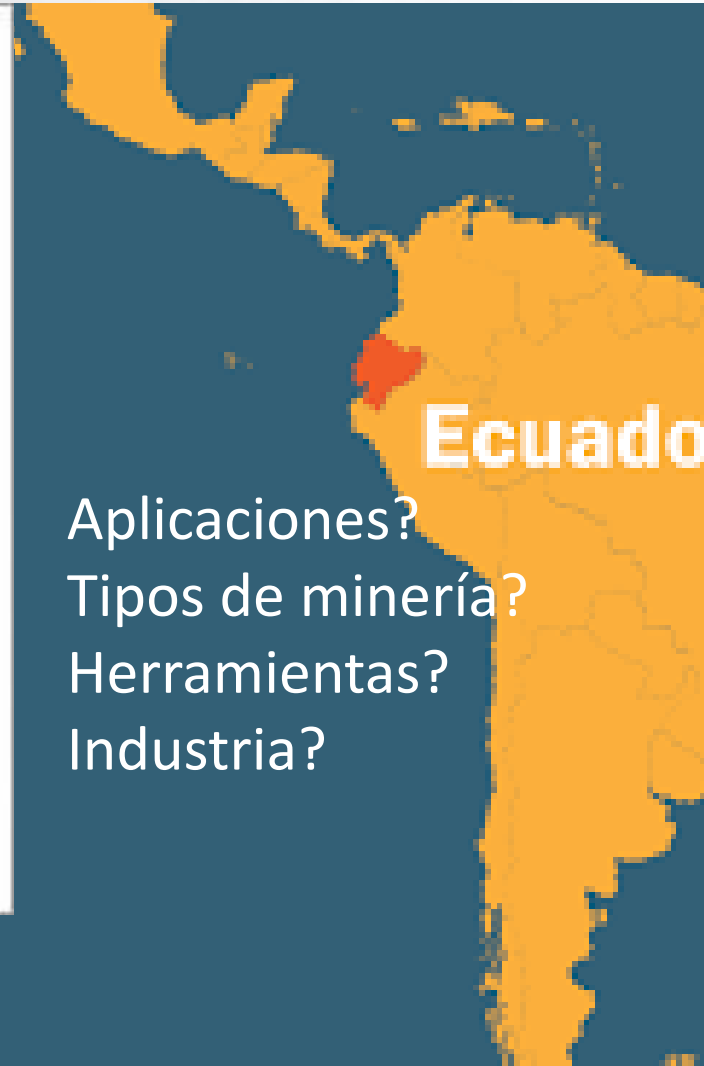 Ecuado
Aplicaciones?
Tipos de minería?
Herramientas?
Industria?